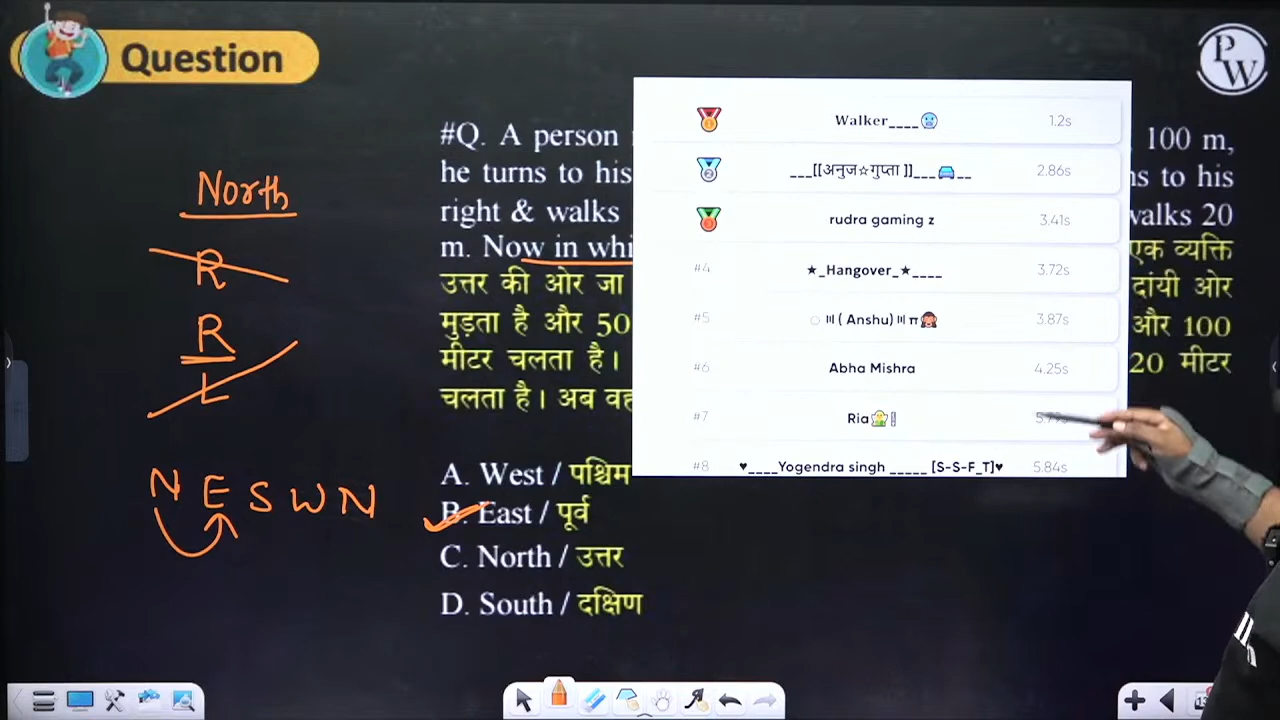 Question
PW
#Q. A person
100 m,
he turns to his
ns to his
right & walks
walks 20
m. Now in whi
एक व्यक्ति
उत्तर की ओर जा
दांयी ओर
मुड़ता है और 50
और 100
मीटर चलता है।
20 मीटर
चलता है। अब वह
A. West / पश्चिम
B. East / पूर्व
C. North / उत्तर
D. South / दक्षिण
North
R
R
L
N E S W N
Walker____ 1.2s
___[[अनुज☆गुप्ता ]]___🚘__ 2.86s
rudra gaming z 3.41s
#4 ★_Hangover_★____ 3.72s
#5 ( Anshu) 3.87s
#6 Abha Mishra 4.25s
#7 Ria
#8 ♥____Yogendra singh _____ [S-S-F_T]♥ 5.84s